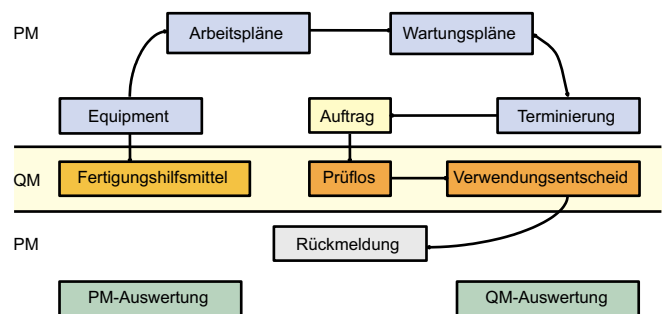 PM
Arbeitspläne
Wartungspläne
Equipment
Auftrag
Terminierung
QM
Fertigungshilfsmittel
Prüflos
Verwendungsentscheid
PM
Rückmeldung
PM-Auswertung
QM-Auswertung